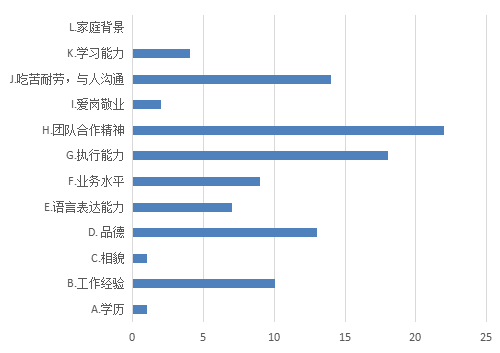 L.家庭背景
K.学习能力
J.吃苦耐劳，与人沟通
I.爱岗敬业
H.团队合作精神
G.执行能力
F.业务水平
E.语言表达能力
D. 品德
C.相貌
B.工作经验
A.学历
0 5 10 15 20 25